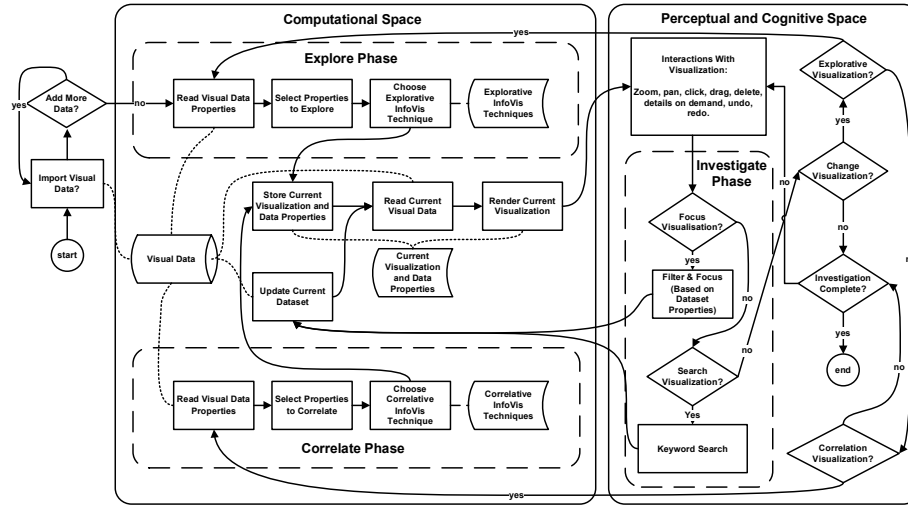 Computational Space
Perceptual and Cognitive Space
yes
Explore Phase
Add More
Data?
yes
no
Read Visual Data
Properties
Select Properties
to Explore
Choose
Explorative
InfoVis
Technique
Explorative
InfoVis
Techniques
Interactions With
Visualization:
Zoom, pan, click, drag, delete,
details on demand, undo,
redo.
Explorative
Visualization?
yes
Import Visual
Data?
start
Visual Data
Store Current
Visualization and
Data Properties
Read Current
Visual Data
Render Current
Visualization
Current
Visualization
and Data
Properties
Update Current
Dataset
Investigate
Phase
no
Change
Visualization?
no
Focus
Visualisation?
yes
no
Filter & Focus
(Based on
Dataset
Properties)
Investigation
Complete?
yes
end
Search
Visualization?
no
Yes
Keyword Search
no
Correlation
Visualization?
Read Visual Data
Properties
Select Properties
to Correlate
Choose
Correlative
InfoVis
Technique
Correlative
InfoVis
Techniques
Correlate Phase
yes